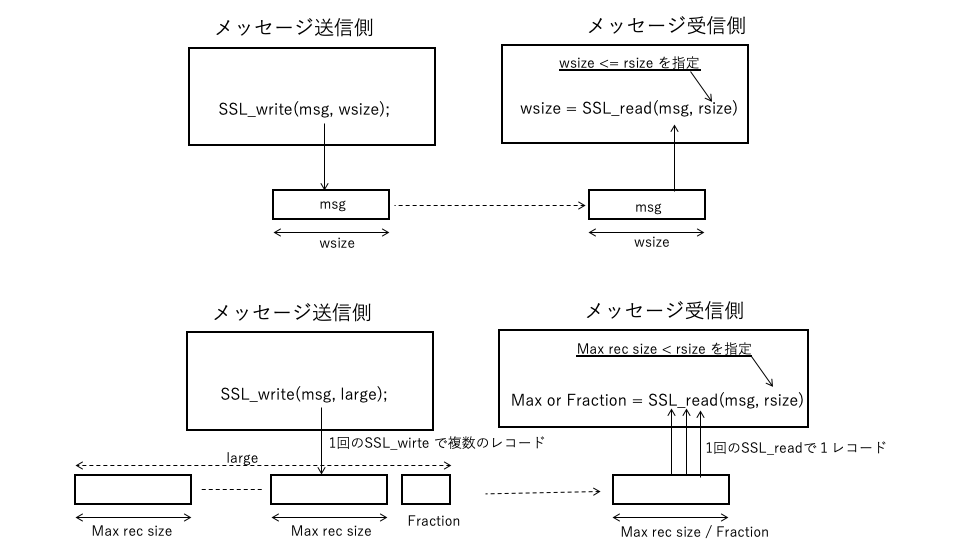 メッセージ送信側
メッセージ受信側
wsize <= rsize を指定
SSL_write(msg, wsize);
wsize = SSL_read(msg, rsize)
msg
msg
wsize
wsize
メッセージ送信側
メッセージ受信側
Max rec size < rsize を指定
SSL_write(msg, large);
Max or Fraction = SSL_read(msg, rsize)
1回のSSL_wirte で複数のレコード
1回のSSL_readで１レコード
large
Fraction
Max rec size
Max rec size
Max rec size / Fraction